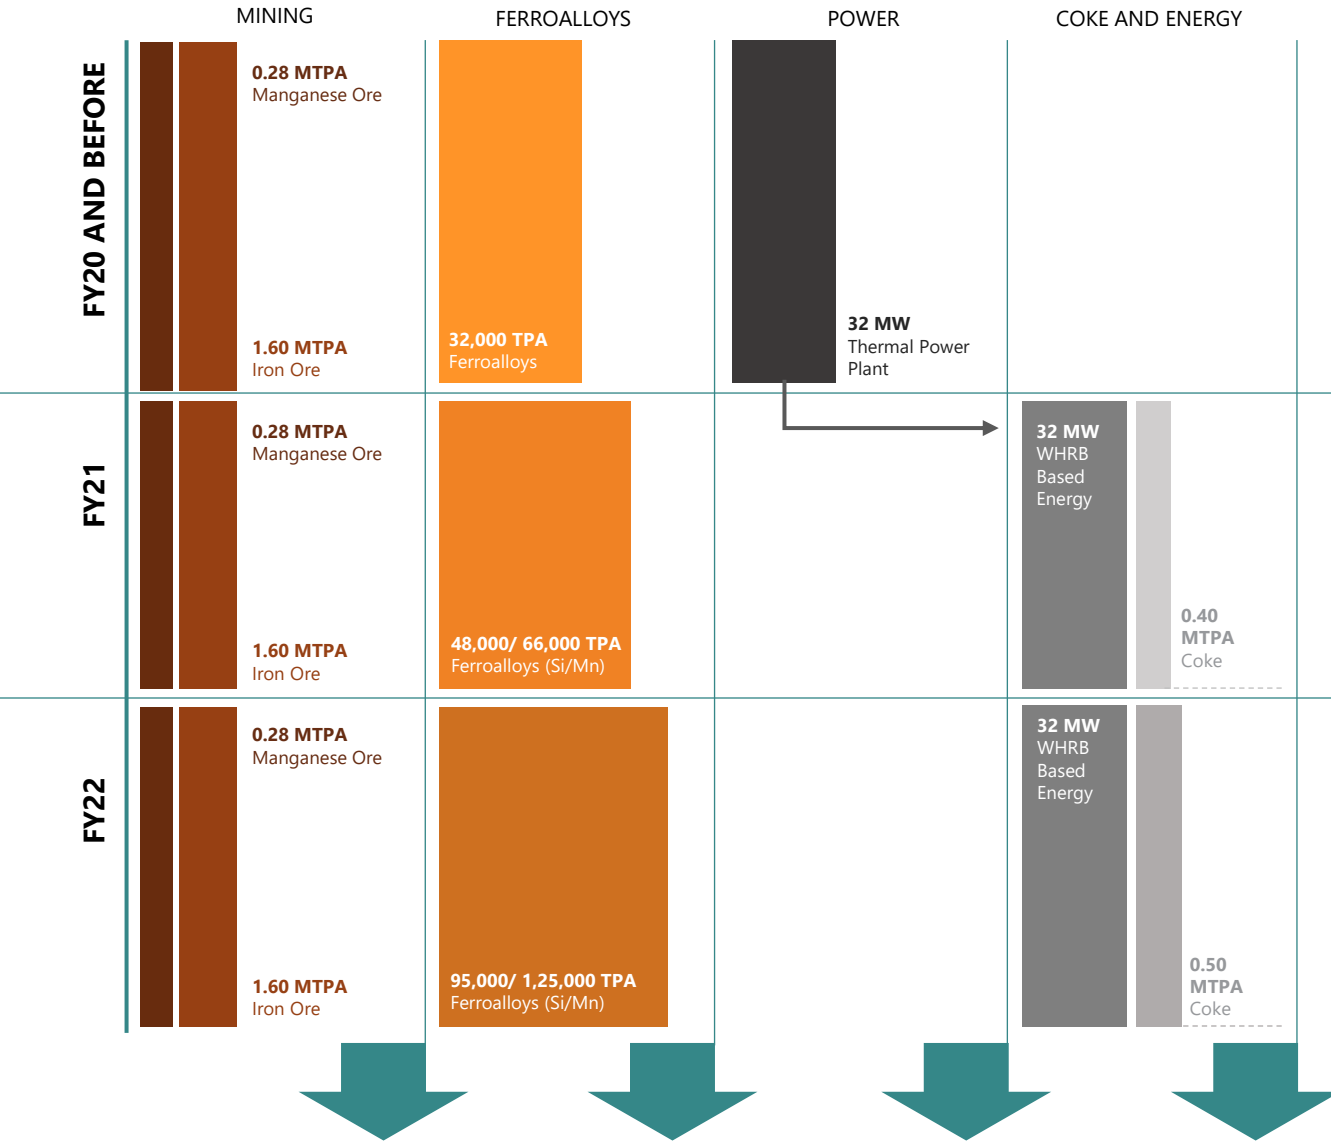 MINING
FERROALLOYS
POWER
COKE AND ENERGY
FY20 AND BEFORE
0.28 MTPA
Manganese Ore
1.60 MTPA
Iron Ore
32,000 TPA
Ferroalloys
32 MW
Thermal Power
Plant
FY21
0.28 MTPA
Manganese Ore
1.60 MTPA
Iron Ore
48,000/ 66,000 TPA
Ferroalloys (Si/Mn)
32 MW
WHRB
Based
Energy
0.40
MTPA
Coke
FY22
0.28 MTPA
Manganese Ore
1.60 MTPA
Iron Ore
95,000/ 1,25,000 TPA
Ferroalloys (Si/Mn)
32 MW
WHRB
Based
Energy
0.50
MTPA
Coke